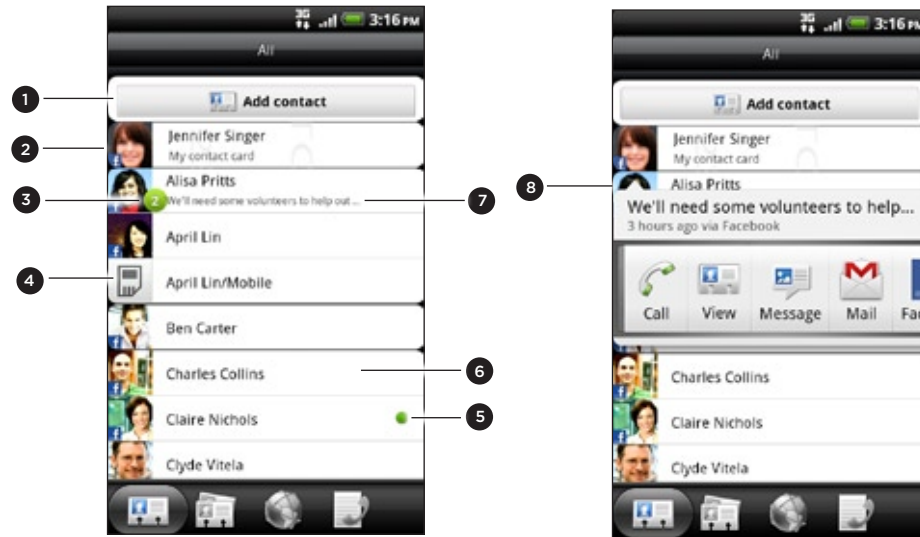 3G 3:16 PM
All
1
Add contact
2
Jennifer Singer
My contact card
Alisa Pritts
3
2
We'll need some volunteers to help out ...
7
April Lin
4
April Lin/Mobile
Ben Carter
Charles Collins
6
Claire Nichols
5
Clyde Vitela
3G 3:16 PM
All
Add contact
Jennifer Singer
My contact card
8
Alisa Pritts
We'll need some volunteers to help...
3 hours ago via Facebook
Call View Message Mail Fac
Charles Collins
Claire Nichols
Clyde Vitela